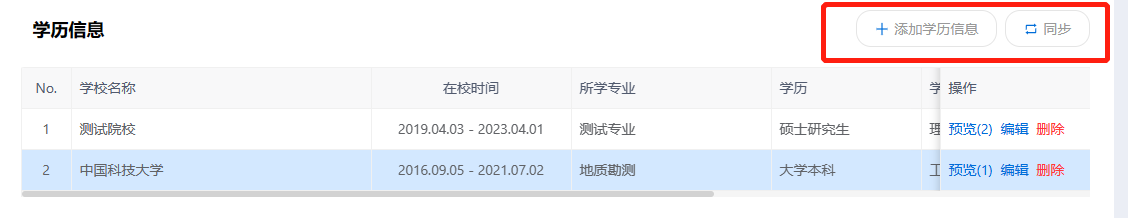 学历信息
添加学历信息 同步
No. 学校名称 在校时间 所学专业 学历 操作
1 测试院校 2019.04.03 - 2023.04.01 测试专业 硕士研究生 预览(2) 编辑 删除
2 中国科技大学 2016.09.05 - 2021.07.02 地质勘测 大学本科 预览(1) 编辑 删除